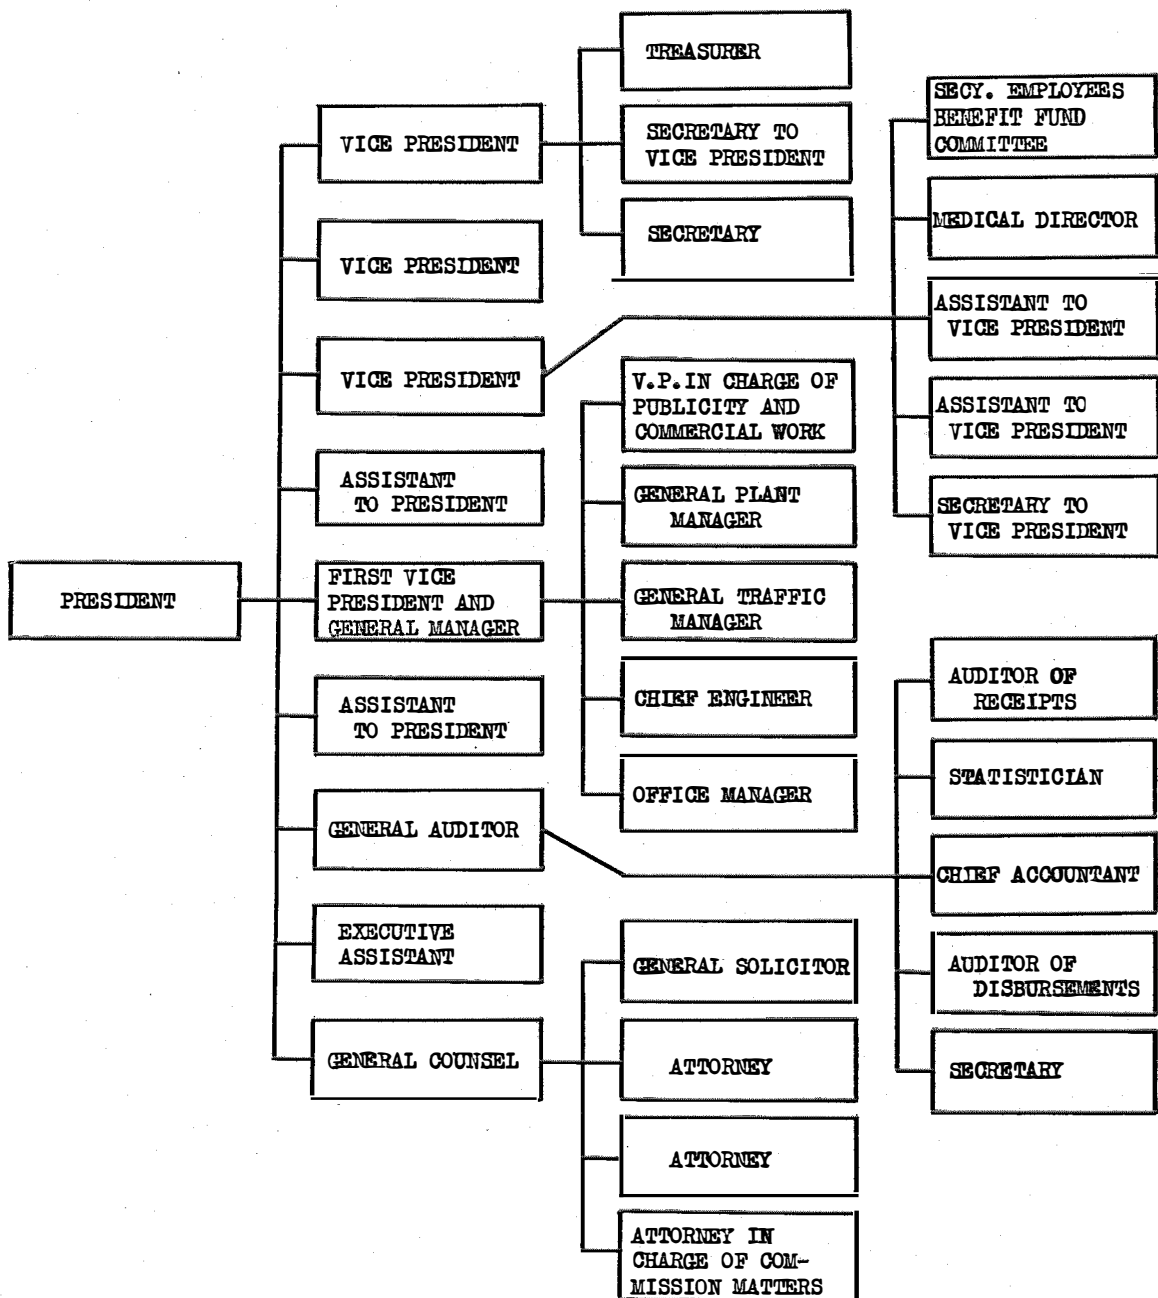 PRESIDENT
VICE PRESIDENT
VICE PRESIDENT
VICE PRESIDENT
ASSISTANT
TO PRESIDENT
FIRST VICE
PRESIDENT AND
GENERAL MANAGER
ASSISTANT
TO PRESIDENT
GENERAL AUDITOR
EXECUTIVE
ASSISTANT
GENERAL COUNSEL
TREASURER
SECRETARY TO
VICE PRESIDENT
SECRETARY
V.P.IN CHARGE OF
PUBLICITY AND
COMMERCIAL WORK
GENERAL PLANT
MANAGER
GENERAL TRAFFIC
MANAGER
CHIEF ENGINEER
OFFICE MANAGER
GENERAL SOLICITOR
ATTORNEY
ATTORNEY
ATTORNEY IN
CHARGE OF COM-
MISSION MATTERS
SECY. EMPLOYEES
BENEFIT FUND
COMMITTEE
MEDICAL DIRECTOR
ASSISTANT TO
VICE PRESIDENT
ASSISTANT TO
VICE PRESIDENT
SECRETARY TO
VICE PRESIDENT
AUDITOR OF
RECEIPTS
STATISTICIAN
CHIEF ACCOUNTANT
AUDITOR OF
DISBURSEMENTS
SECRETARY